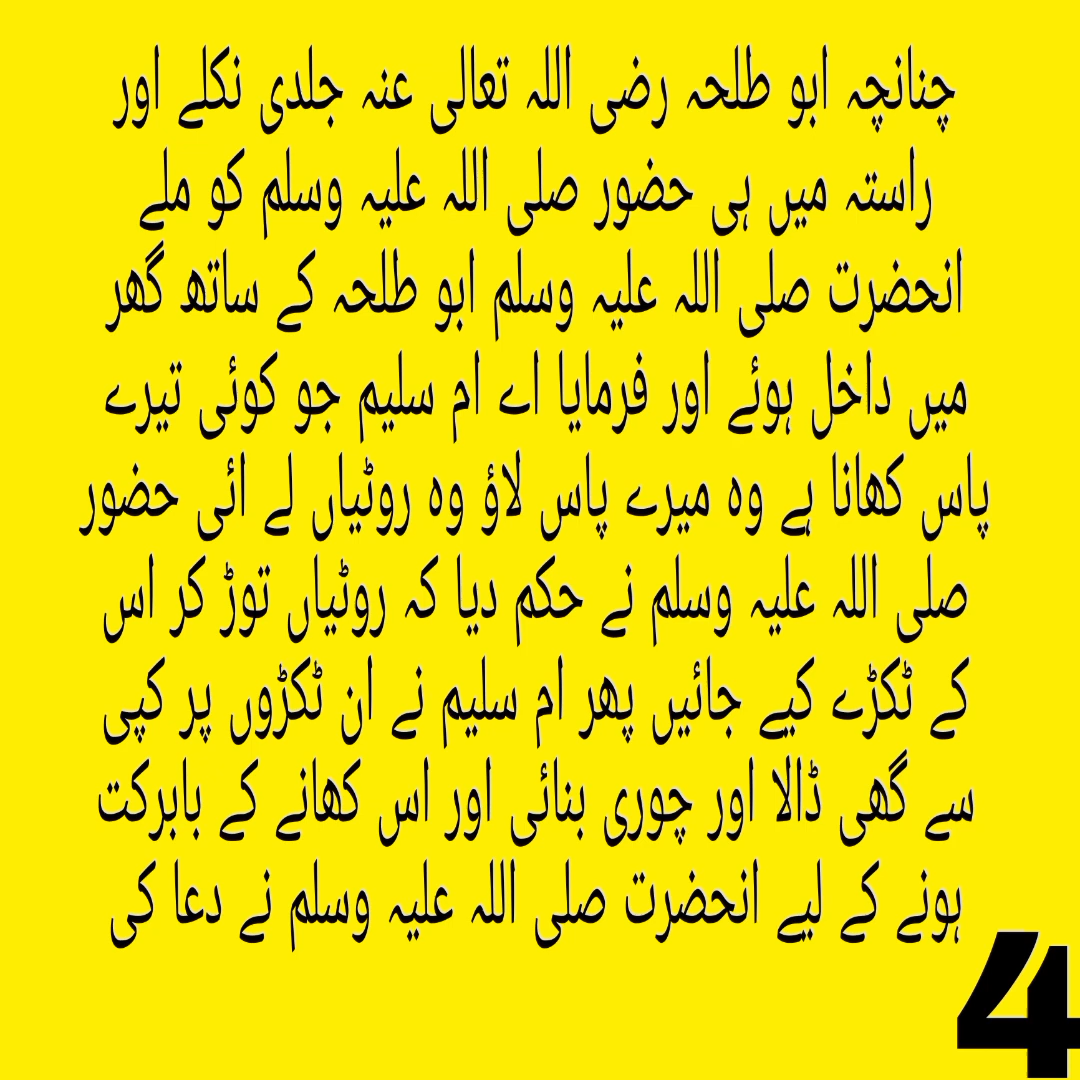 چنانچہ ابو طلحہ رضی اللہ تعالی عنہ جلدی نکلے اور
راستہ میں ہی حضور صلی اللہ علیہ وسلم کو ملے
انحضرت صلی اللہ علیہ وسلم ابو طلحہ کے ساتھ گھر
میں داخل ہوئے اور فرمایا اے ام سلیم جو کوئی تیرے
پاس کھانا ہے وہ میرے پاس لاؤ وہ روٹیاں لے ائی حضور
صلی اللہ علیہ وسلم نے حکم دیا کہ روٹیاں توڑ کر اس
کے ٹکڑے کیے جائیں پھر ام سلیم نے ان ٹکڑوں پر کپی
سے گھی ڈالا اور چوری بنائی اور اس کھانے کے بابرکت
ہونے کے لیے انحضرت صلی اللہ علیہ وسلم نے دعا کی
4